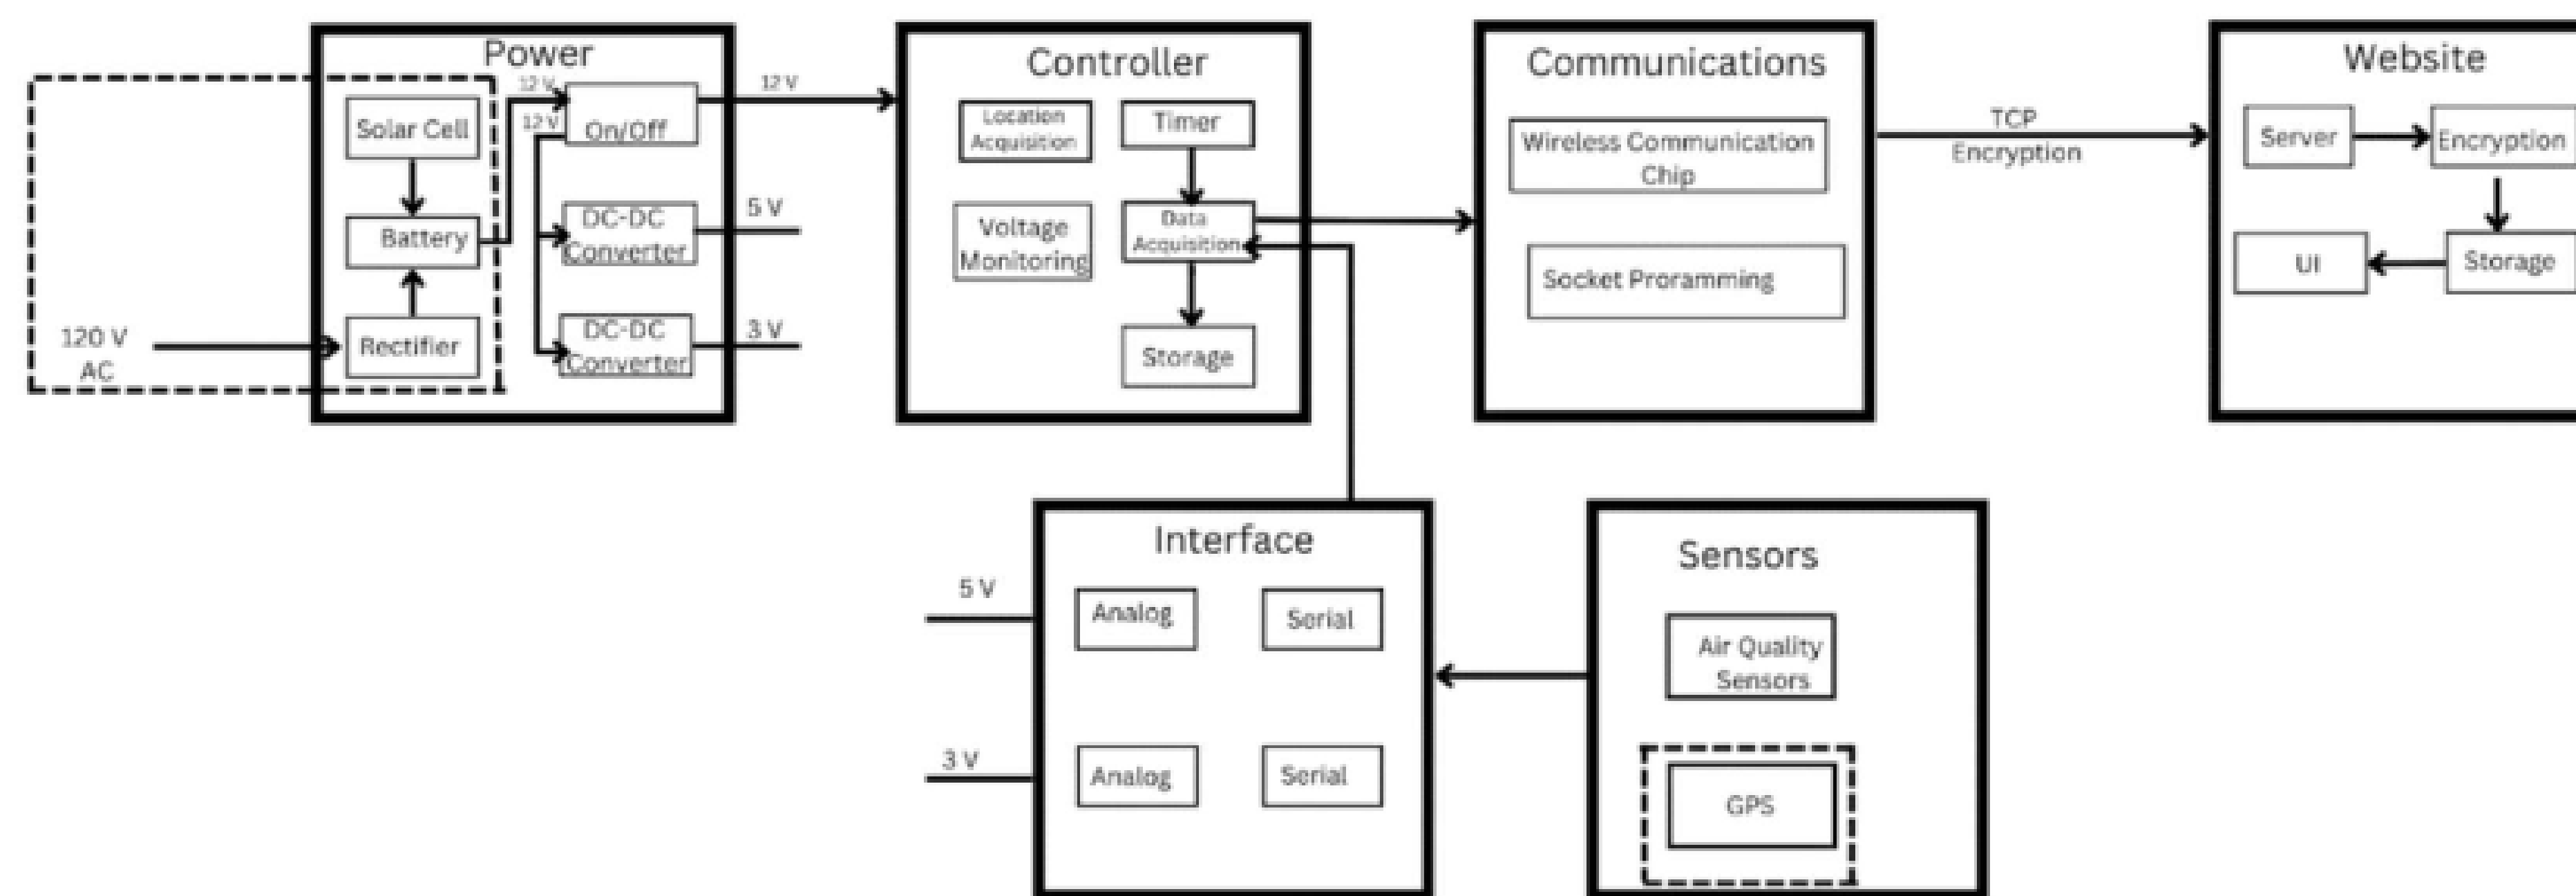 Power
12 V
12 V
Solar Cell
On/Off
12 V
Battery
DC-DC
Converter
5 V
120 V
AC
Rectifier
DC-DC
Converter
3 V
Controller
Location
Acquisition
Timer
Voltage
Monitoring
Data
Acquisition
Storage
Communications
Wireless Communication
Chip
Socket Proramming
TCP
Encryption
Website
Server
Encryption
UI
Storage
Interface
5 V
Analog
Serial
3 V
Analog
Serial
Sensors
Air Quality
Sensors
GPS